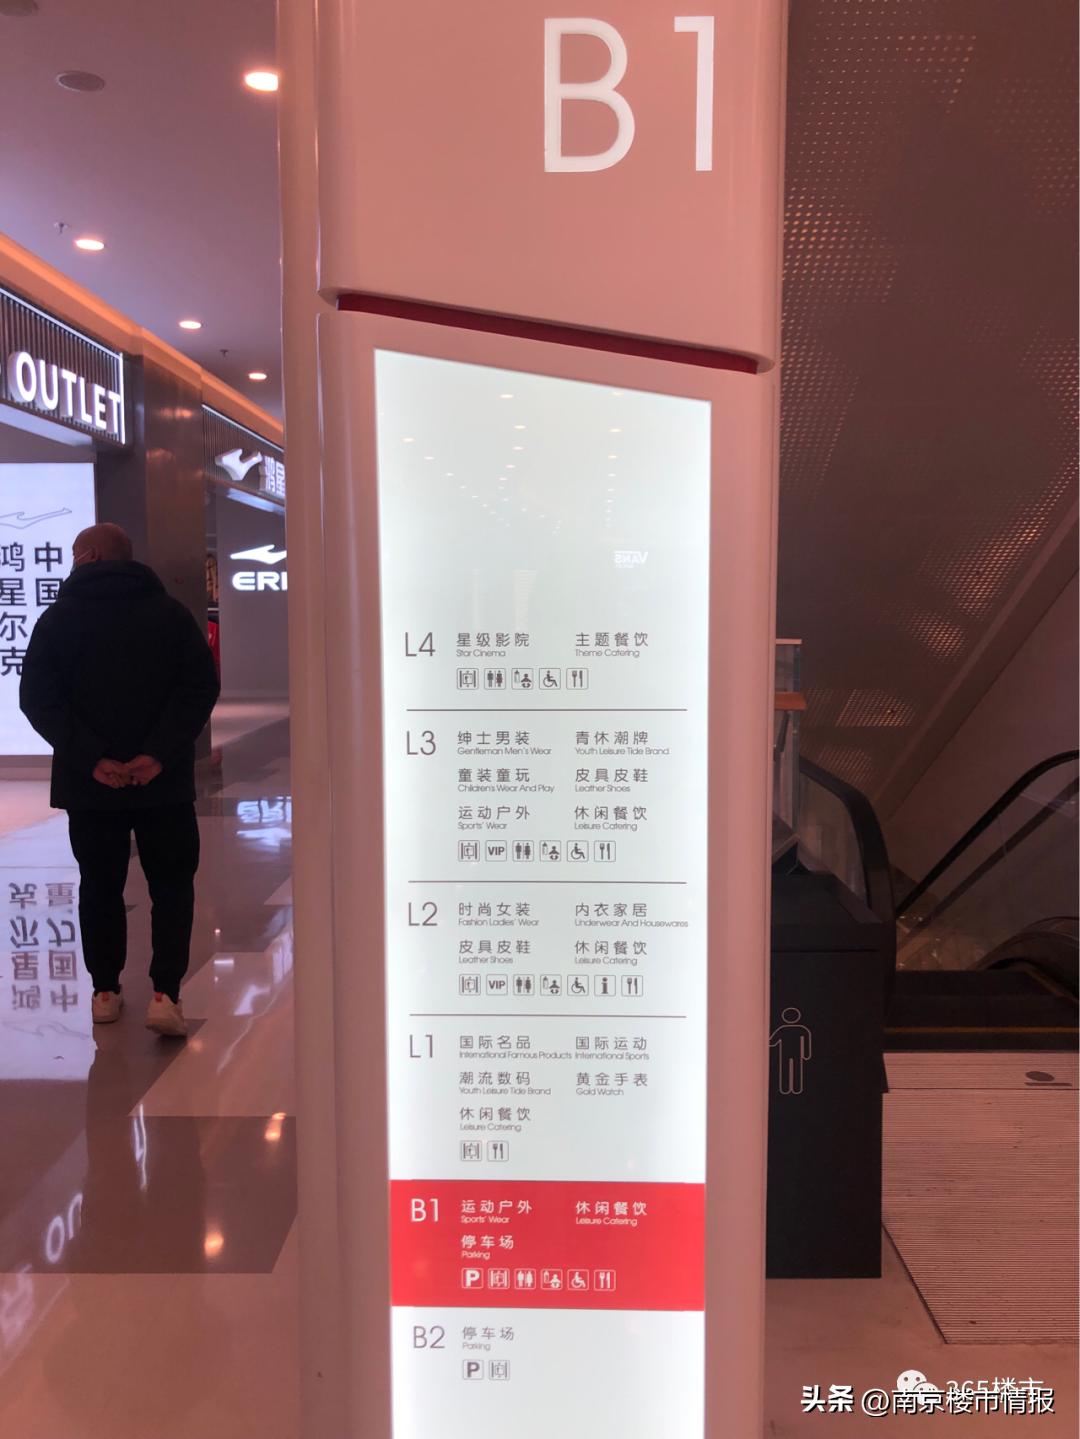 B1
OUTLET
鸿星
ERK
中国
鸿星尔克
VANS
L4 星级影院 主题餐饮
Star Cinema Theme Catering
L3 绅士男装 青休潮牌
Gentleman Men's Wear Youth Leisure Tide Brand
童装童玩 皮具皮鞋
Children's Wear And Play Leather Shoes
运动户外 休闲餐饮
Sports' Wear Leisure Catering
VIP
L2 时尚女装 内衣家居
Fashion Ladies' Wear Underwear And Housewares
皮具皮鞋 休闲餐饮
Leather Shoes Leisure Catering
VIP
L1 国际名品 国际运动
International Famous Products International Sports
潮流数码 黄金手表
Youth Leisure Tide Brand Gold Watch
休闲餐饮
Leisure Catering
B1 运动户外 休闲餐饮
Sports' Wear Leisure Catering
停车场
Parking
P
B2 停车场
Parking
P
365楼市
头条 @南京楼市情报